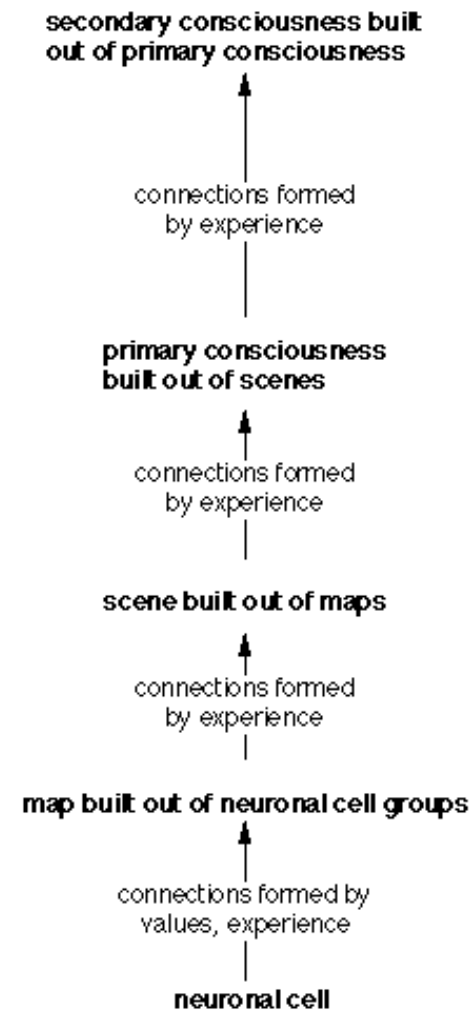 secondary consciousness built
out of primary consciousness
connections formed
by experience
primary consciousness
built out of scenes
connections formed
by experience
scene built out of maps
connections formed
by experience
map built out of neuronal cell groups
connections formed by
values, experience
neuronal cell